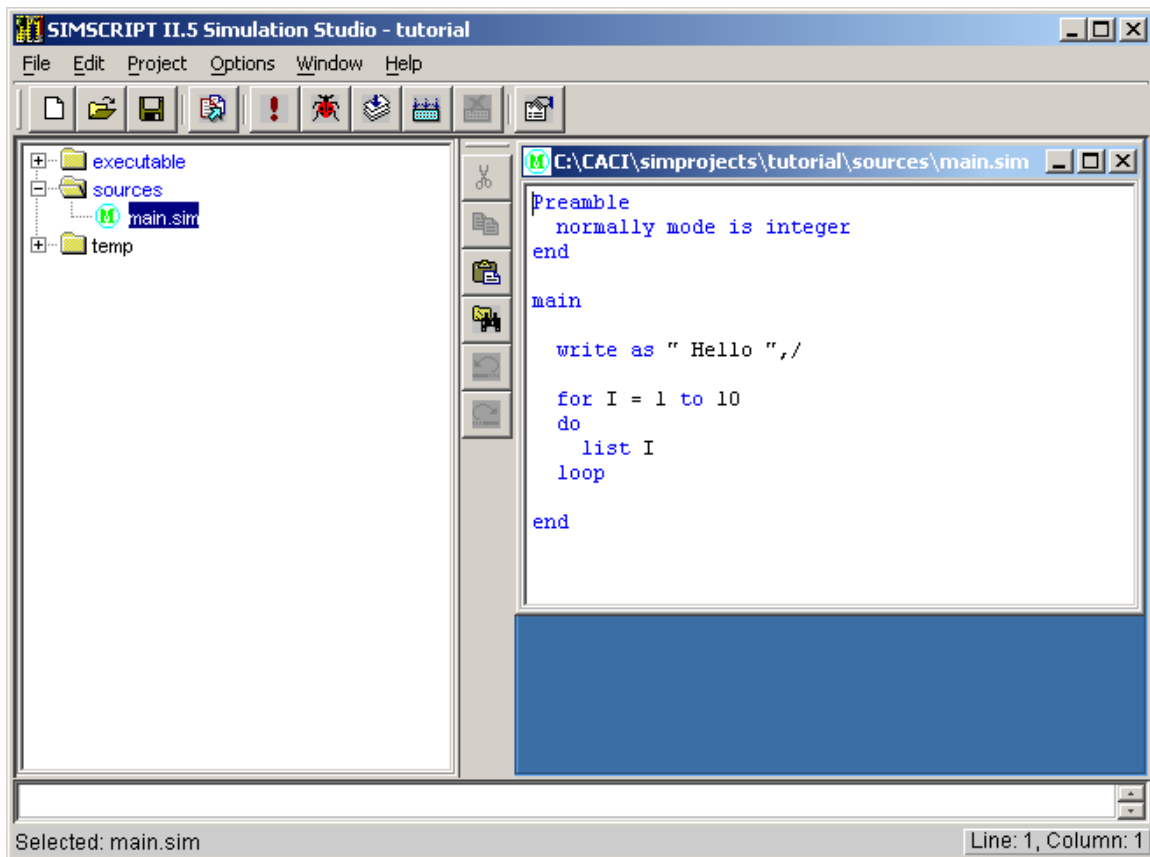 SIMSCRIPT II.5 Simulation Studio - tutorial
File Edit Project Options Window Help
executable
sources
main.sim
temp
C:\CACI\simprojects\tutorial\sources\main.sim
Preamble
normally mode is integer
end
main
write as " Hello ",/
for I = 1 to 10
do
list I
loop
end
Selected: main.sim
Line: 1, Column: 1